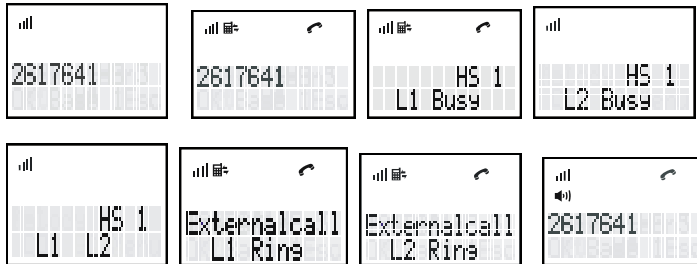 2617641
2617641
HS 1
L1 Busy
HS 1
L2 Busy
HS 1
L1 L2
Externalcall
L1 Ring
Externalcall
L2 Ring
2617641